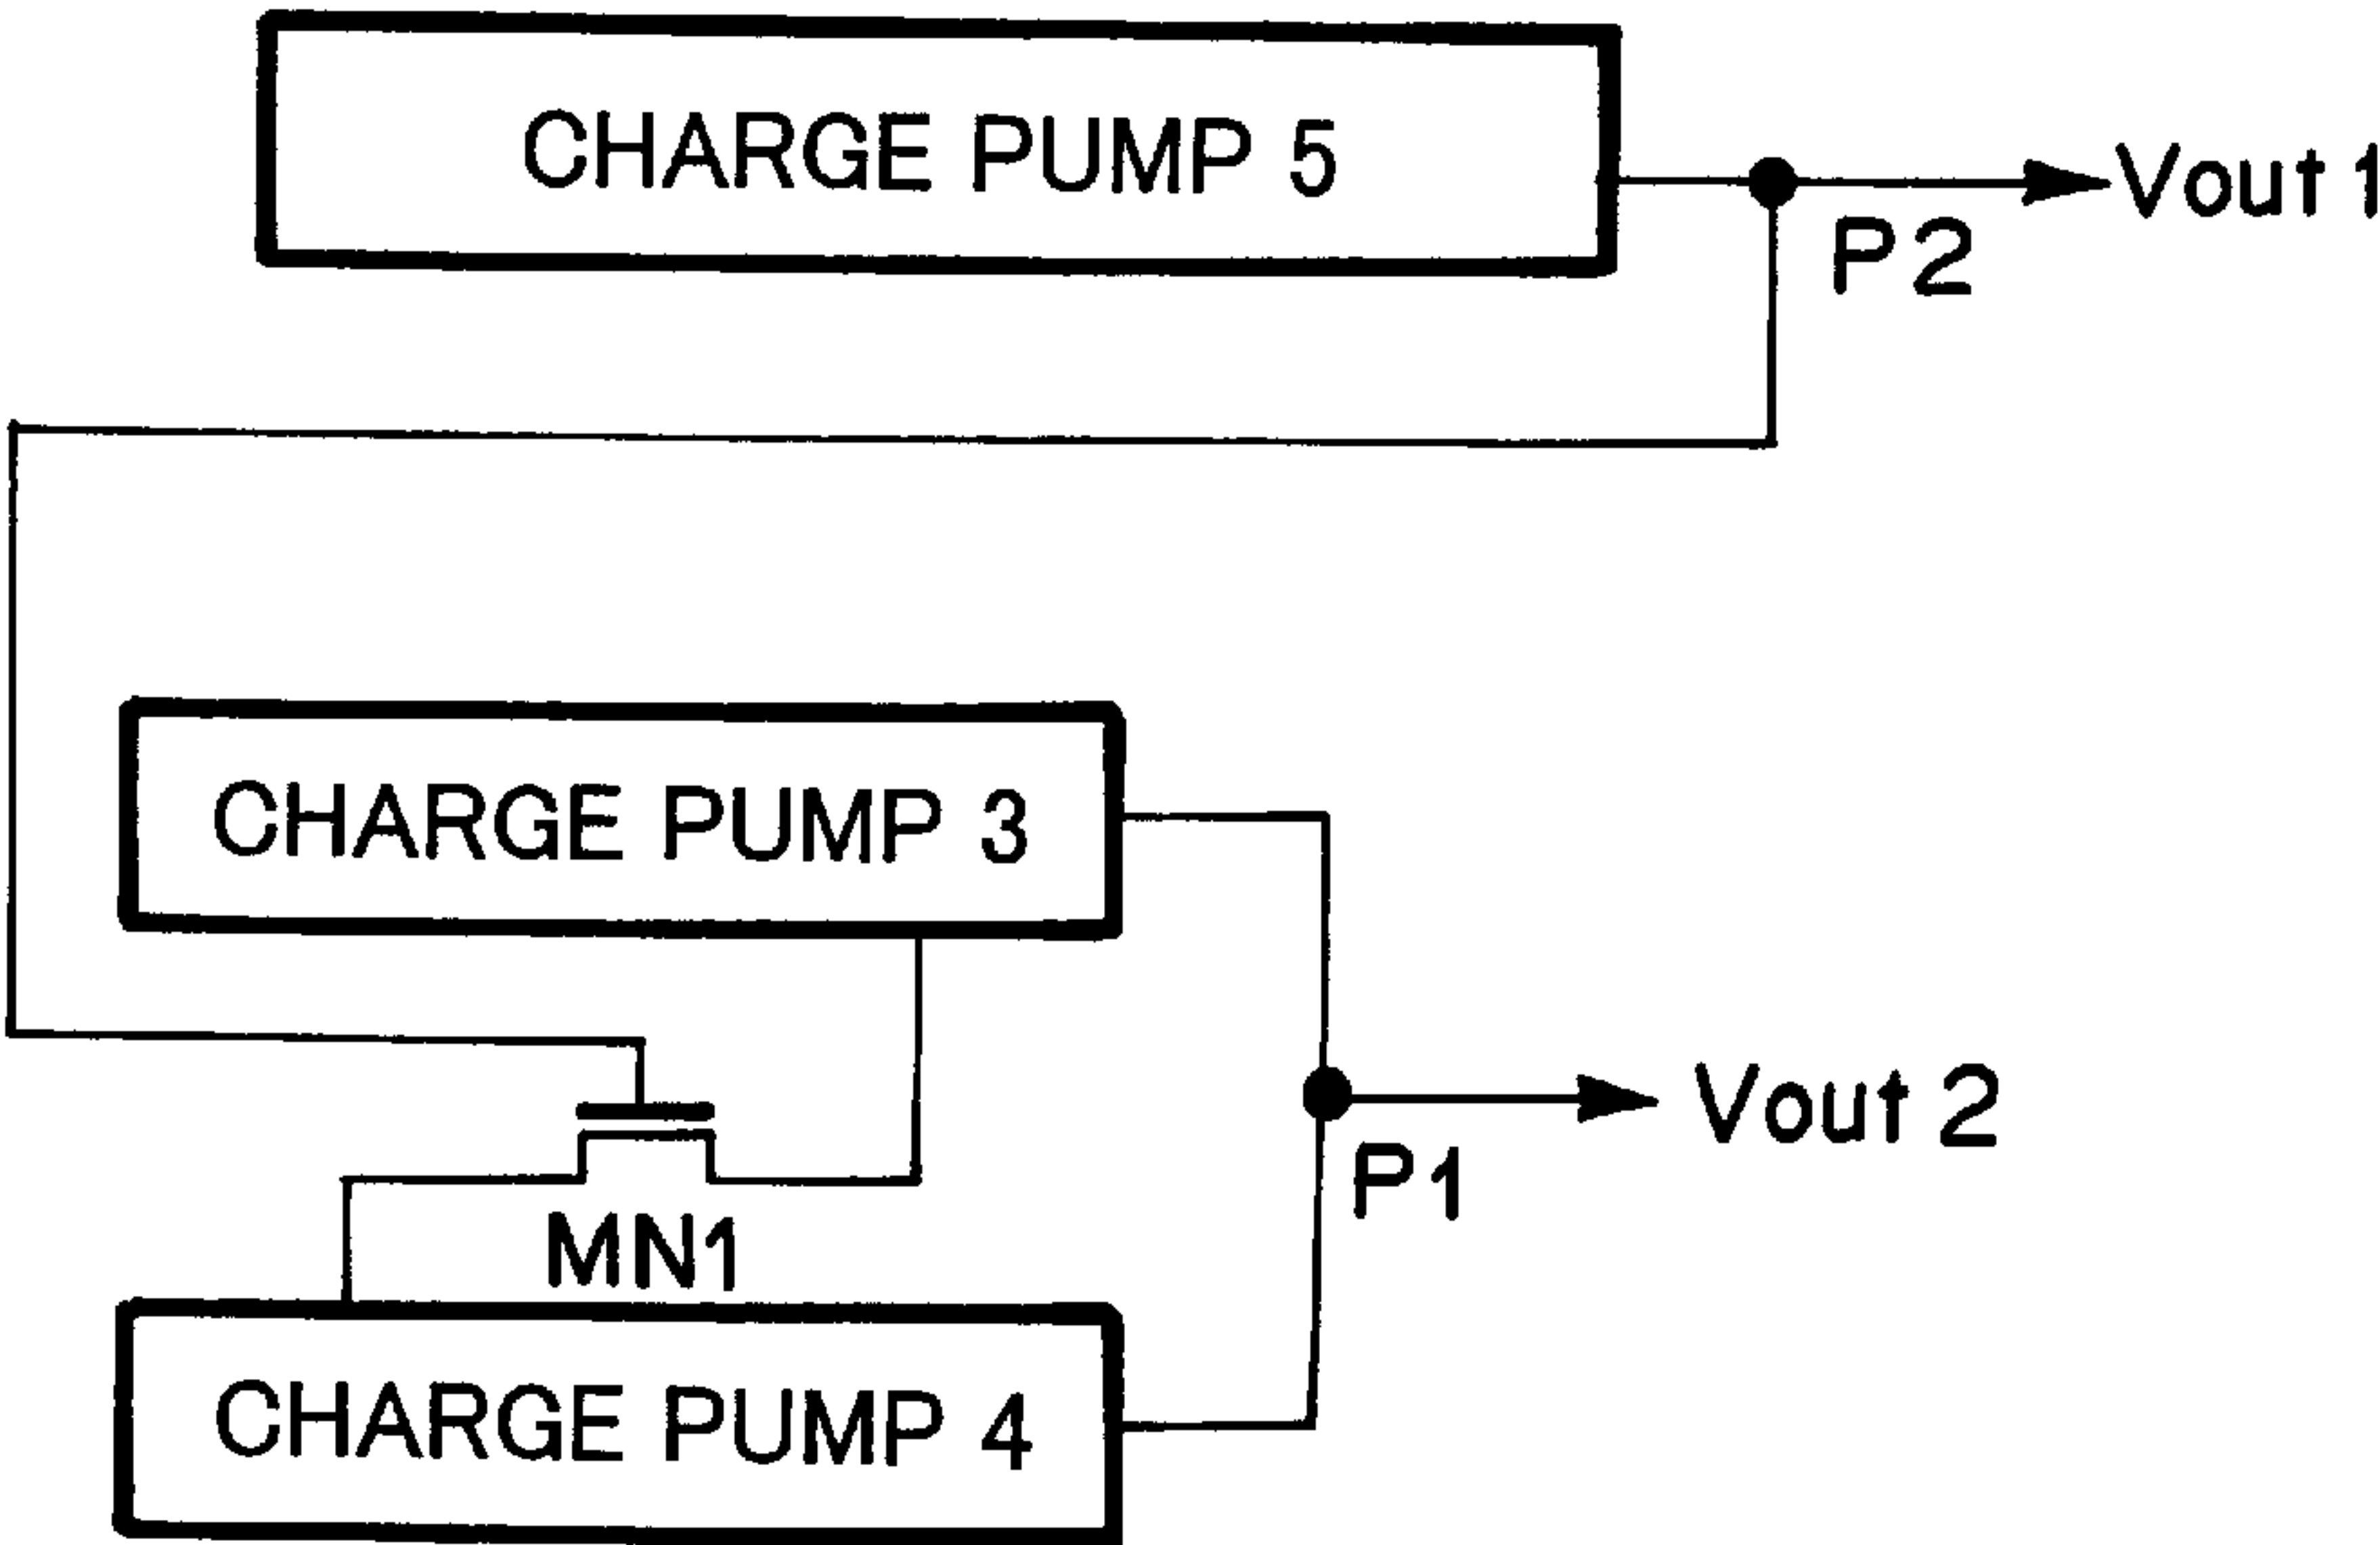 CHARGE PUMP 5
Vout 1
P2
CHARGE PUMP 3
Vout 2
P1
MN1
CHARGE PUMP 4